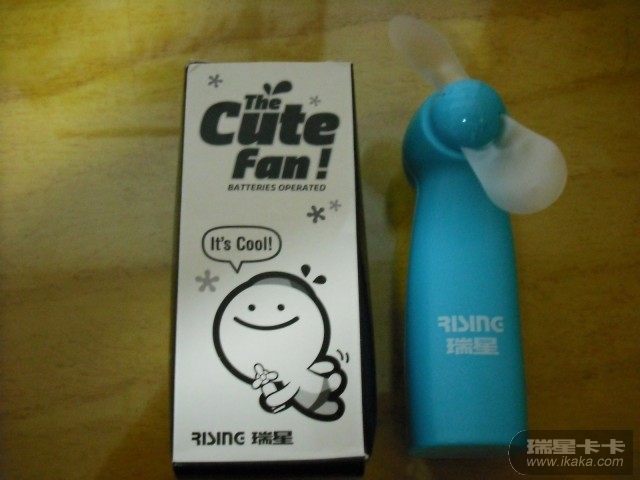 The
Cute
Fan!
BATTERIES OPERATED
It's Cool!
RISING 瑞星
RISING
瑞星
瑞星卡卡
www.ikaka.com